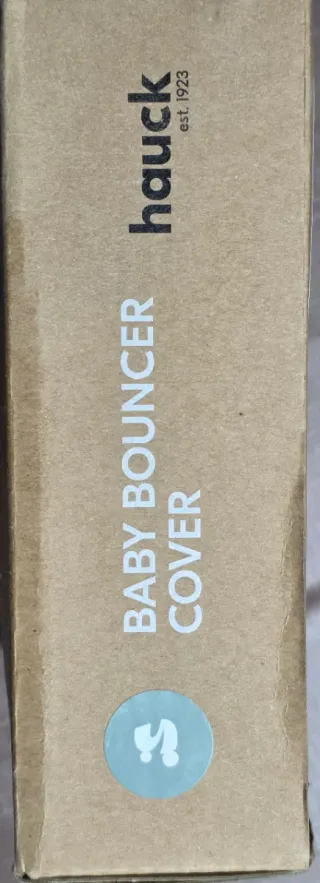 BABY BOUNCER
COVER
hauck
est. 1923